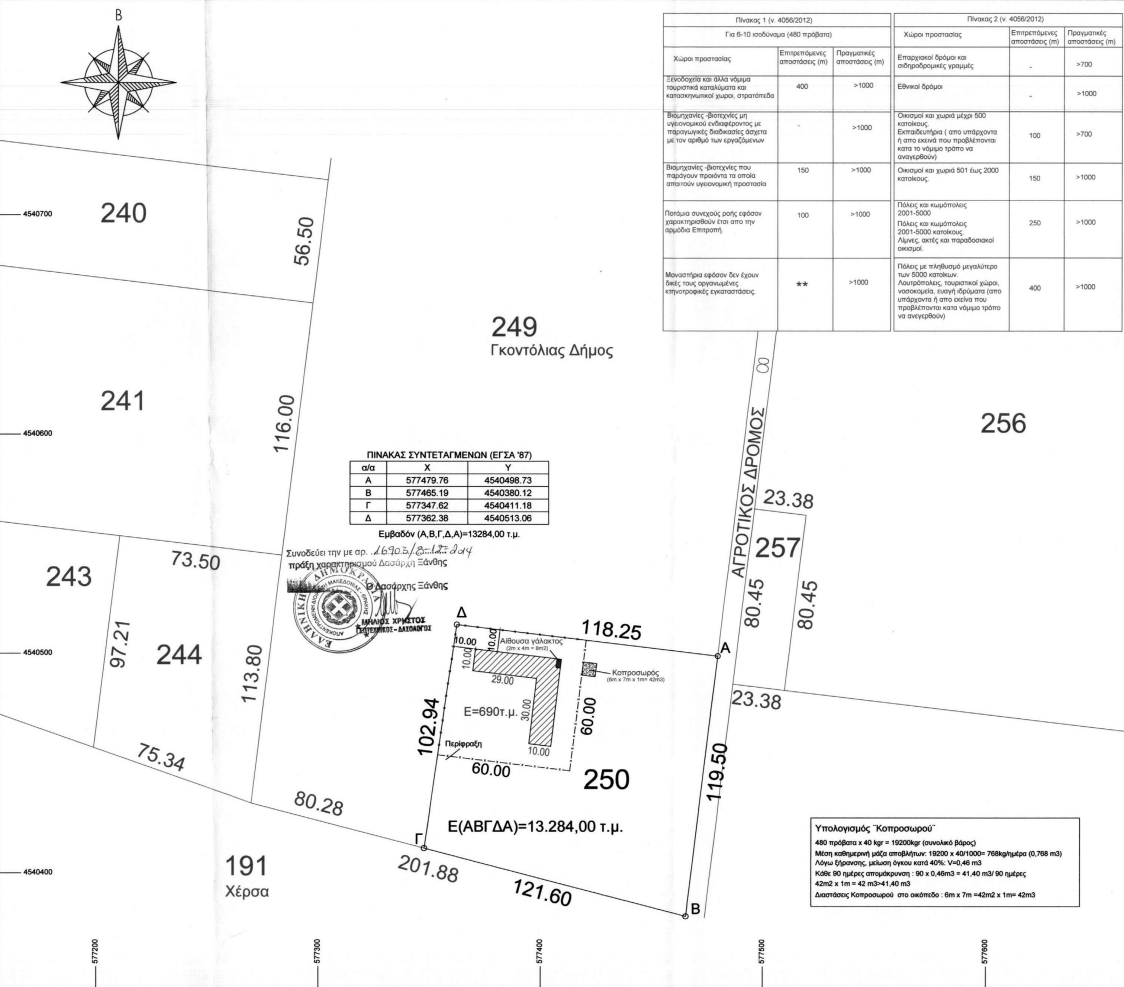 Β
Πίνακας 1 (ν. 4056/2012)
Για 6-10 ισοδύναμα (480 πρόβατα)
Χώροι προστασίας
Επιτρεπόμενες
αποστάσεις (m)
Πραγματικές
αποστάσεις (m)
Ξενοδοχεία και άλλα νόμιμα
τουριστικά καταλύματα και
κατασκηνωτικοί χώροι, στρατόπεδα
400
>1000
Βιομηχανίες -βιοτεχνίες μη
υγειονομικού ενδιαφέροντος με
παραγωγικές διαδικασίες άσχετα
με τον αριθμό των εργαζόμενων
-
>1000
Βιομηχανίες -βιοτεχνίες που
παράγουν προιόντα τα οποία
απαιτούν υγειονομική προστασία
150
>1000
Ποτάμια συνεχούς ροής εφόσον
χαρακτηρισθούν έτσι απο την
αρμόδια Επιτροπή.
100
>1000
Μοναστήρια εφόσον δεν έχουν
δικές τους οργανωμένες
κτηνοτροφικές εγκαταστάσεις.
**
>1000
Πίνακας 2 (ν. 4056/2012)
Χώροι προστασίας
Επιτρεπόμενες
αποστάσεις (m)
Πραγματικές
αποστάσεις (m)
Επαρχιακοί δρόμοι και
σιδηροδρομικές γραμμές
-
>700
Εθνικοί δρόμοι
-
>1000
Οικισμοί και χωριά μέχρι 500
κατοίκους.
Εκπαιδευτήρια ( απο υπάρχοντα
ή απο εκεινά που προβλέπονται
κατα το νόμιμο τρόπο να
αναγερθούν)
100
>700
Οικισμοί και χωριά 501 έως 2000
κατοίκους.
150
>1000
Πόλεις και κωμόπολεις
2001-5000
Πόλεις και κωμόπολεις
2001-5000 κατοίκους.
Λίμνες, ακτές και παραδοσιακοί
οικισμοί.
250
>1000
Πόλεις με πληθυσμό μεγαλύτερο
των 5000 κατοίκων.
Λουτρόπολεις, τουριστικοί χώροι,
νοσοκομεία, ευαγή ιδρύματα (απο
υπάρχοντα ή απο εκείνα που
προβλέπονται κατα νόμιμο τρόπο
να ανεγερθούν)
400
>1000
4540700
240
56.50
249
Γκοντόλιας Δήμος
241
116.00
256
4540600
ΑΓΡΟΤΙΚΟΣ ΔΡΟΜΟΣ
ΠΙΝΑΚΑΣ ΣΥΝΤΕΤΑΓΜΕΝΩΝ (ΕΓΣΑ '87)
α/α X Y
Α 577479.76 4540498.73
Β 577465.19 4540380.12
Γ 577347.62 4540411.18
Δ 577362.38 4540513.06
Εμβαδόν (Α,Β,Γ,Δ,Α)=13284,00 τ.μ.
Συνοδεύει την με αρ.
πράξη χαρακτηρισμού Δασάρχη Ξάνθης
Ο Δασάρχης Ξάνθης
ΜΗΛΙΟΣ ΧΡΗΣΤΟΣ
ΕΛΛΗΝΙΚΗ ΔΗΜΟΚΡΑΤΙΑ
23.38
257
80.45
80.45
23.38
73.50
243
97.21
244
113.80
4540500
75.34
80.28
Δ
118.25
Α
10.00
10.00
10.00
Αίθουσα γάλακτος
(2m x 4m = 8m2)
29.00
Κοπροσωρός
(6m x 7m x 1m= 42m3)
30.00
Ε=690τ.μ.
60.00
102.94
Περίφραξη
10.00
60.00
250
119.50
Ε(ΑΒΓΔΑ)=13.284,00 τ.μ.
Γ
201.88
121.60
Β
191
Χέρσα
4540400
Υπολογισμός "Κοπροσωρού"
480 πρόβατα x 40 kgr = 19200kgr (συνολικό βάρος)
Μέση καθημερινή μάζα αποβλήτων: 19200 x 40/1000= 768kg/ημέρα (0,768 m3)
Λόγω ξήρανσης, μείωση όγκου κατά 40%: V=0,46 m3
Κάθε 90 ημέρες απομάκρυνση : 90 x 0,46m3 = 41,40 m3/ 90 ημέρες
42m2 x 1m = 42 m3>41,40 m3
Διαστάσεις Κοπροσωρού στο οικόπεδο : 6m x 7m =42m2 x 1m= 42m3
577200
577300
577400
577500
577600